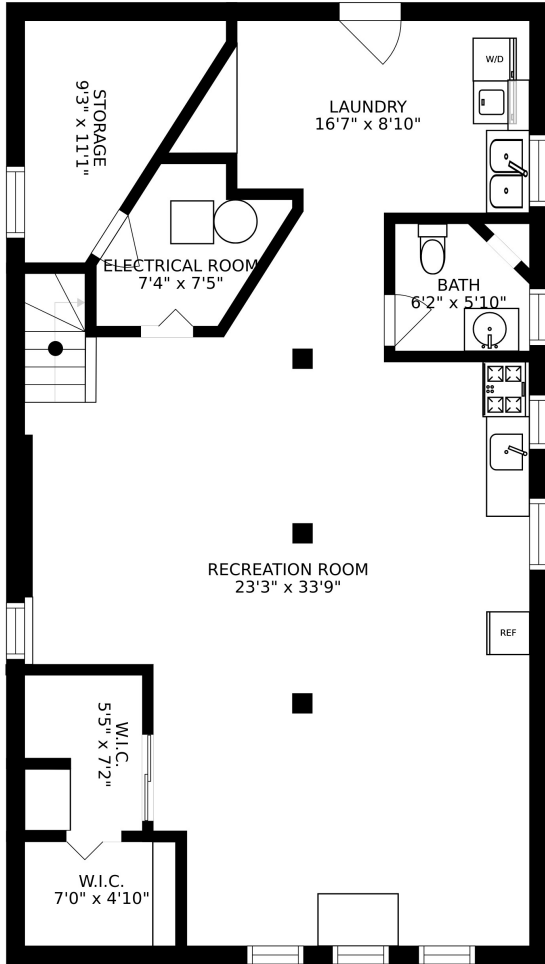 W/D
LAUNDRY
16'7" x 8'10"
STORAGE
9'3" x 11'1"
ELECTRICAL ROOM
7'4" x 7'5"
BATH
6'2" x 5'10"
RECREATION ROOM
23'3" x 33'9"
REF
W.I.C.
5'5" x 7'2"
W.I.C.
7'0" x 4'10"